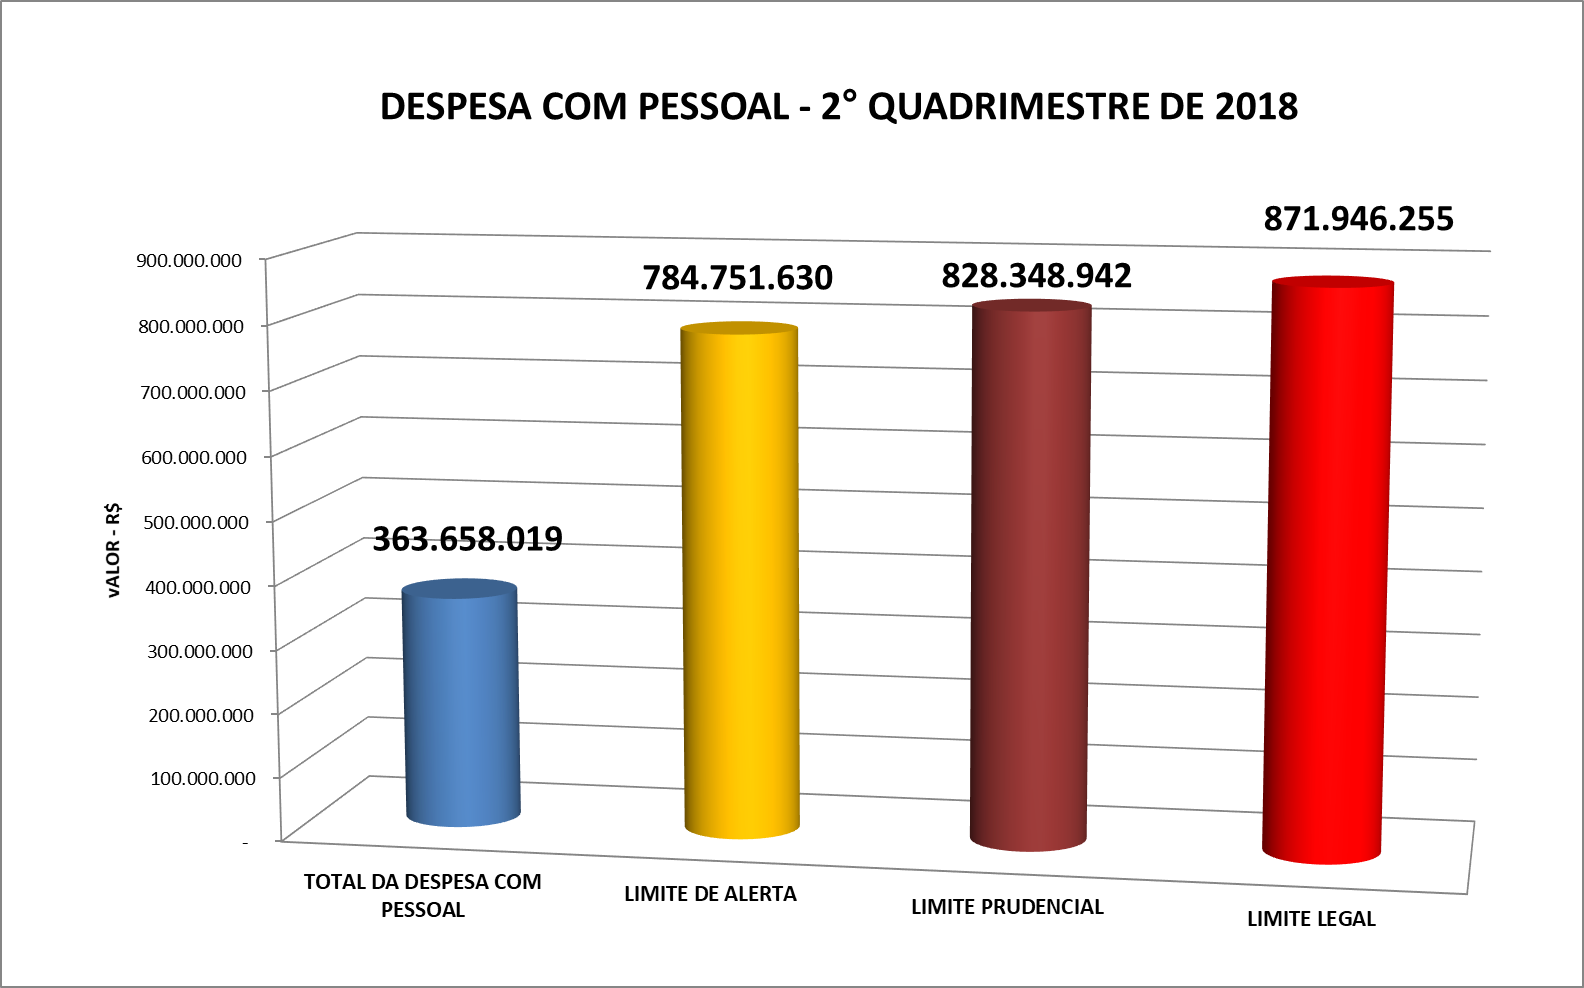 DESPESA COM PESSOAL - 2° QUADRIMESTRE DE 2018
871.946.255
828.348.942
784.751.630
363.658.019
900.000.000
800.000.000
700.000.000
600.000.000
500.000.000
400.000.000
300.000.000
200.000.000
100.000.000
-
vALOR - R$
TOTAL DA DESPESA COM
PESSOAL
LIMITE DE ALERTA
LIMITE PRUDENCIAL
LIMITE LEGAL